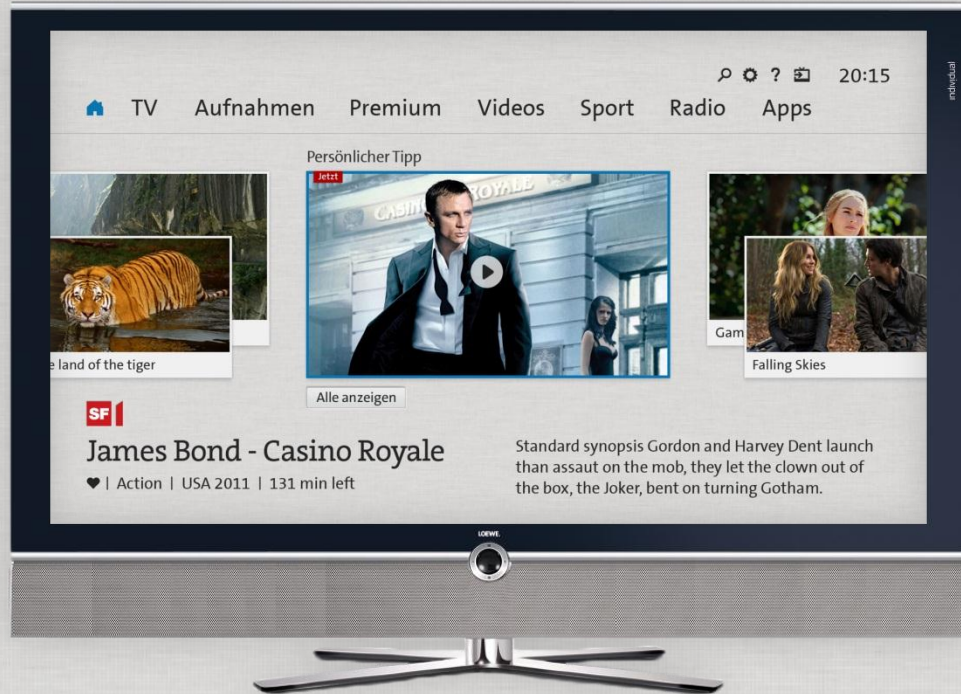 individual
20:15
TV Aufnahmen Premium Videos Sport Radio Apps
Persönlicher Tipp
Jetzt
CASINO ROYALE
e land of the tiger
Gam
Falling Skies
Alle anzeigen
SF 1
James Bond - Casino Royale
Action | USA 2011 | 131 min left
Standard synopsis Gordon and Harvey Dent launch
than assaut on the mob, they let the clown out of
the box, the Joker, bent on turning Gotham.
LOEWE.